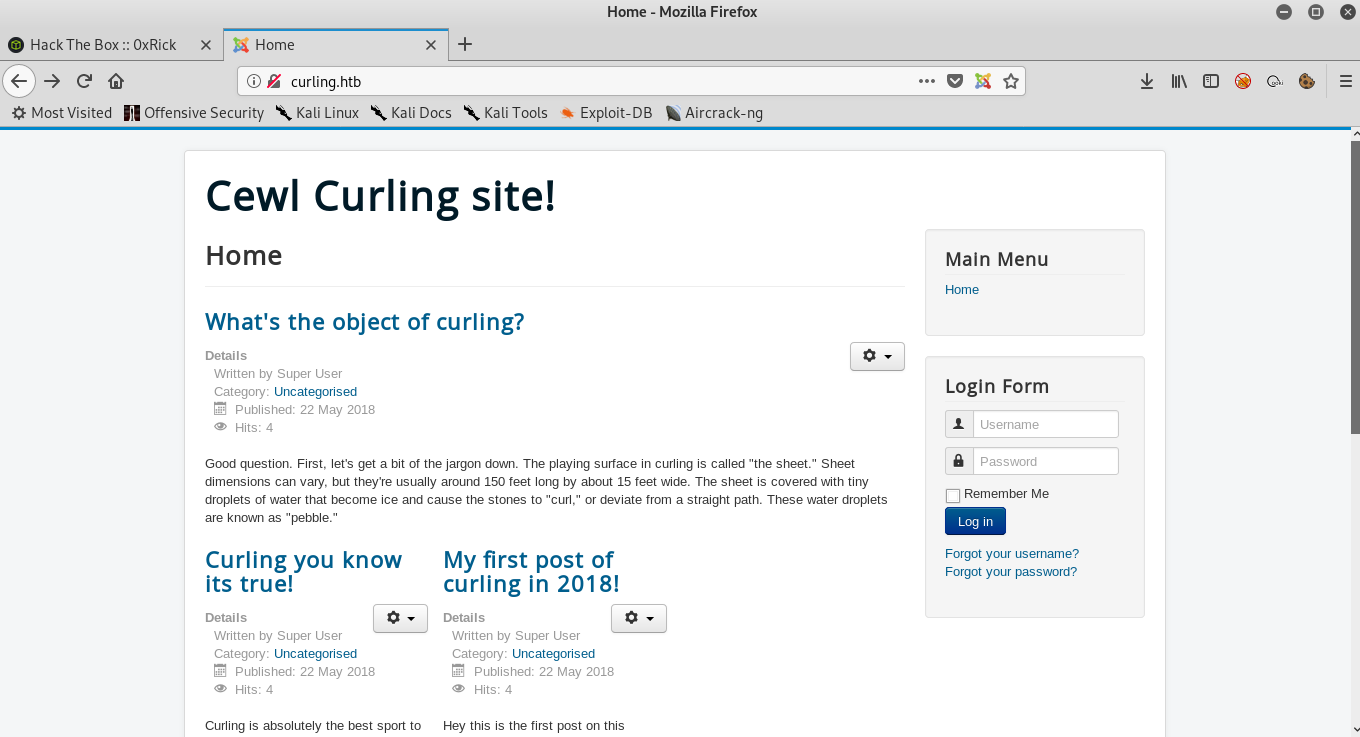 Home - Mozilla Firefox
Hack The Box :: 0xRick
Home
curling.htb
Most Visited
Offensive Security
Kali Linux
Kali Docs
Kali Tools
Exploit-DB
Aircrack-ng
Cewl Curling site!
Home
What's the object of curling?
Details
Written by Super User
Category: Uncategorised
Published: 22 May 2018
Hits: 4
Good question. First, let's get a bit of the jargon down. The playing surface in curling is called "the sheet." Sheet
dimensions can vary, but they're usually around 150 feet long by about 15 feet wide. The sheet is covered with tiny
droplets of water that become ice and cause the stones to "curl," or deviate from a straight path. These water droplets
are known as "pebble."
Curling you know
its true!
Details
Written by Super User
Category: Uncategorised
Published: 22 May 2018
Hits: 4
Curling is absolutely the best sport to
My first post of
curling in 2018!
Details
Written by Super User
Category: Uncategorised
Published: 22 May 2018
Hits: 4
Hey this is the first post on this
Main Menu
Home
Login Form
Username
Password
Remember Me
Log in
Forgot your username?
Forgot your password?